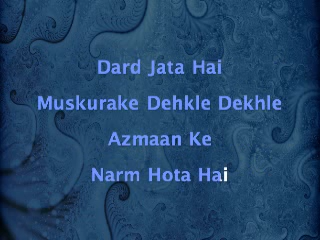 Dard Jata Hai
Muskurake Dehkle Dekhle
Azmaan Ke
Narm Hota Hai